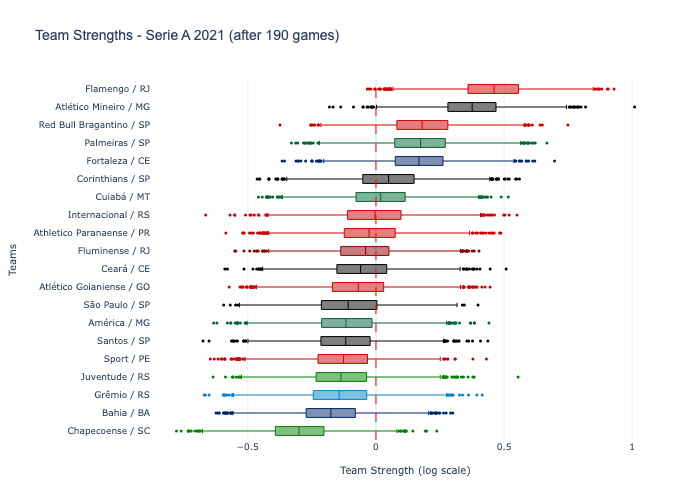 Team Strengths - Serie A 2021 (after 190 games)
Flamengo / RJ
Atlético Mineiro / MG
Red Bull Bragantino / SP
Palmeiras / SP
Fortaleza / CE
Corinthians / SP
Cuiabá / MT
Internacional / RS
Athletico Paranaense / PR
Fluminense / RJ
Ceará / CE
Atlético Goianiense / GO
São Paulo / SP
América / MG
Santos / SP
Sport / PE
Juventude / RS
Grêmio / RS
Bahia / BA
Chapecoense / SC
Teams
−0.5 0 0.5 1
Team Strength (log scale)